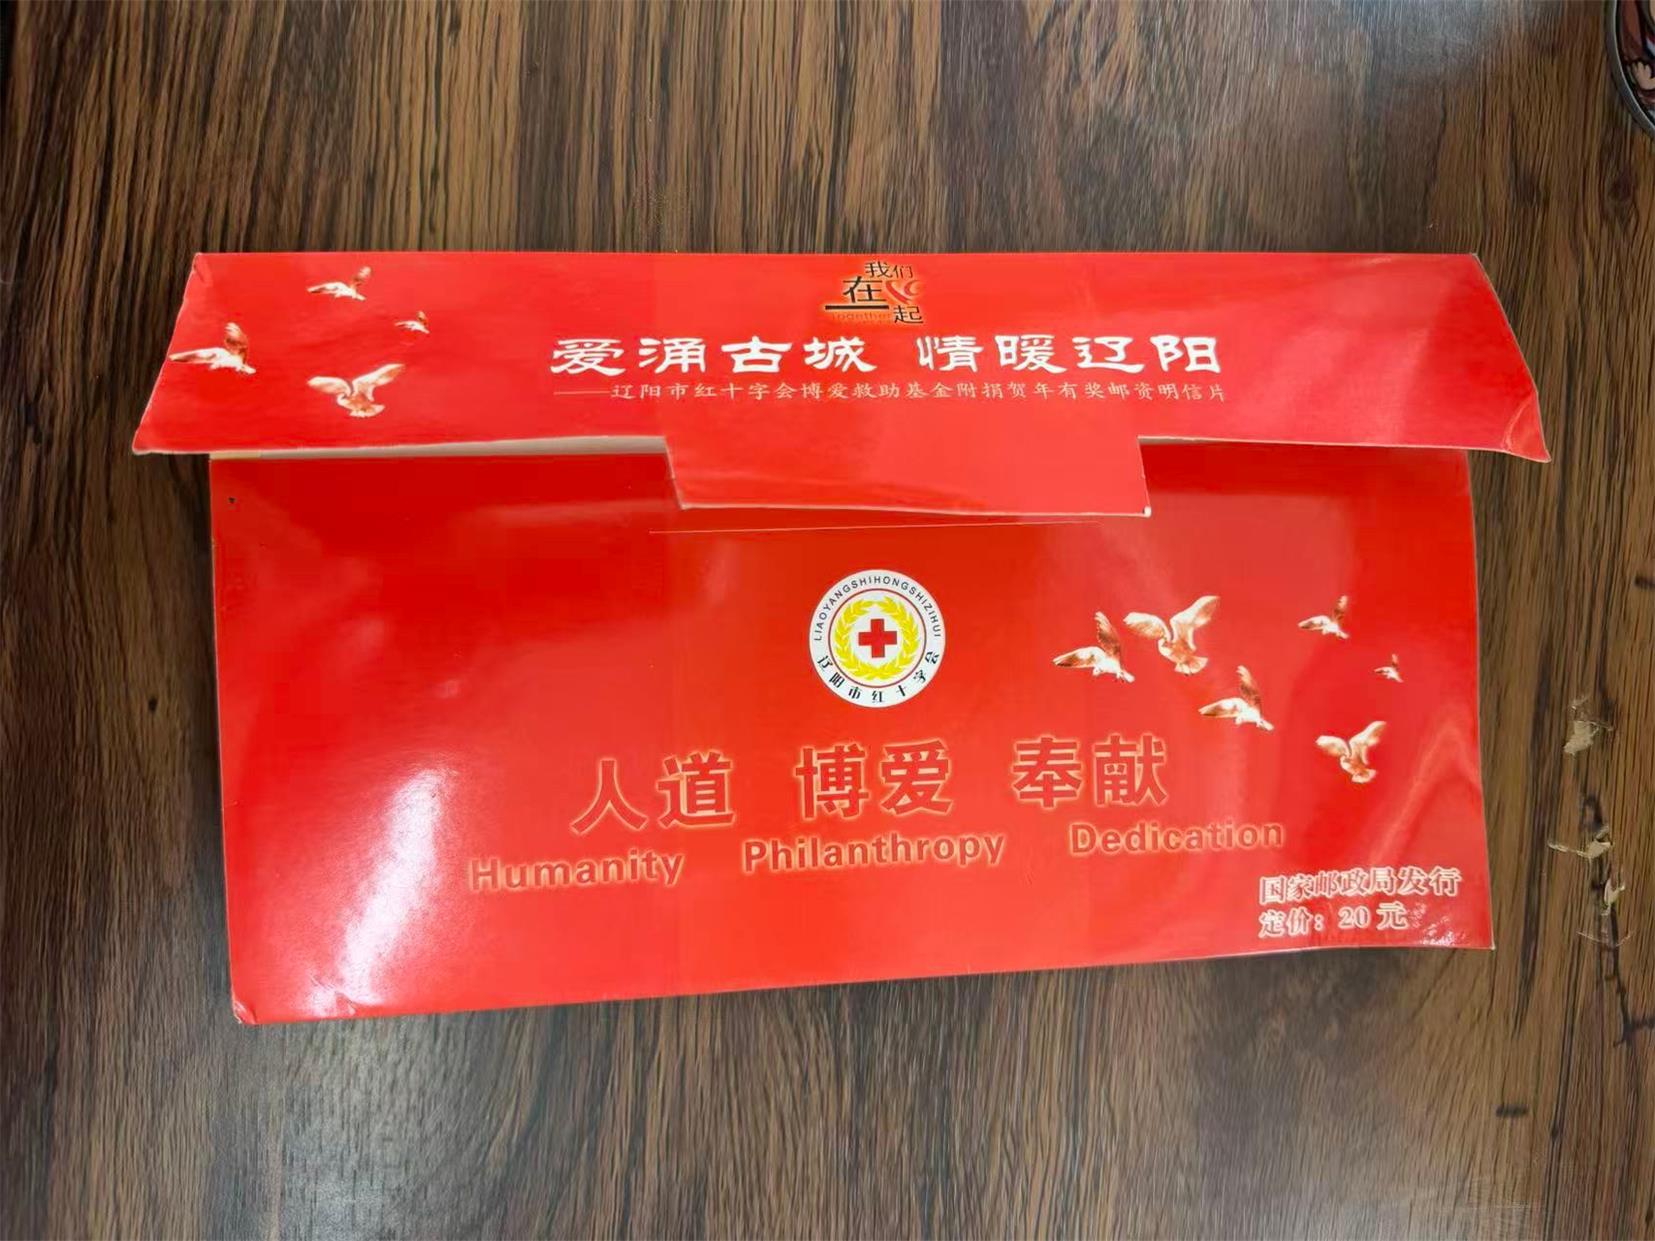 我们
在一起
Together
爱涌古城 情暖辽阳
——辽阳市红十字会博爱救助基金附捐贺年有奖邮资明信片
LIAOYANGSHIHONGSHIZIHUI
辽阳市红十字会
人道 博爱 奉献
Humanity Philanthropy Dedication
国家邮政局发行
定价：20 元